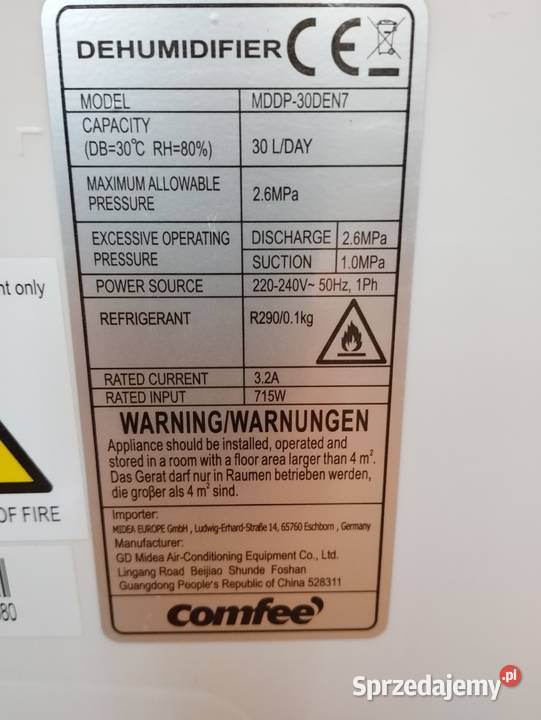 DEHUMIDIFIER CE
MODEL MDDP-30DEN7
CAPACITY
(DB=30℃ RH=80%) 30 L/DAY
MAXIMUM ALLOWABLE
PRESSURE 2.6MPa
EXCESSIVE OPERATING
PRESSURE
DISCHARGE 2.6MPa
SUCTION 1.0MPa
POWER SOURCE 220-240V~ 50Hz, 1Ph
REFRIGERANT R290/0.1kg
RATED CURRENT 3.2A
RATED INPUT 715W
WARNING/WARNUNGEN
Appliance should be installed, operated and
stored in a room with a floor area larger than 4 m².
Das Gerat darf nur in Raumen betrieben werden,
die großer als 4 m² sind.
Importer:
MIDEA EUROPE GmbH , Ludwig-Erhard-Straße 14, 65760 Eschborn , Germany
Manufacturer:
GD Midea Air-Conditioning Equipment Co., Ltd.
Lingang Road Beijiao Shunde Foshan
Guangdong People's Republic of China 528311
comfee'
nt only
OF FIRE
080
Sprzedajemy.pl